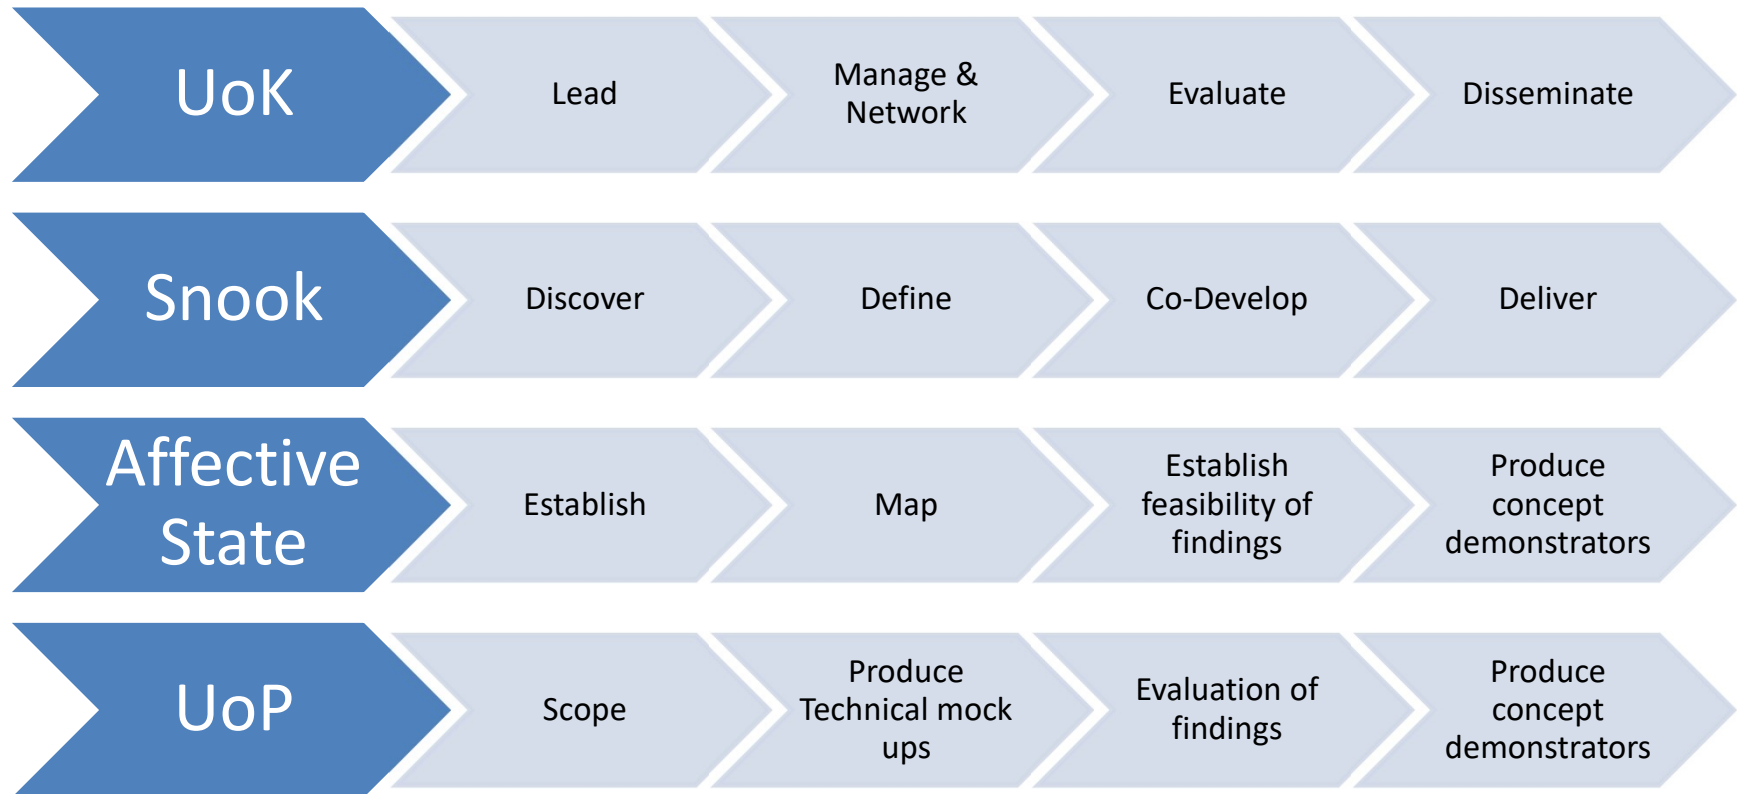 UoK
Lead
Manage &
Network
Evaluate
Disseminate
Snook
Discover
Define
Co-Develop
Deliver
Affective
State
Establish
Map
Establish
feasibility of
findings
Produce
concept
demonstrators
UoP
Scope
Produce
Technical mock
ups
Evaluation of
findings
Produce
concept
demonstrators